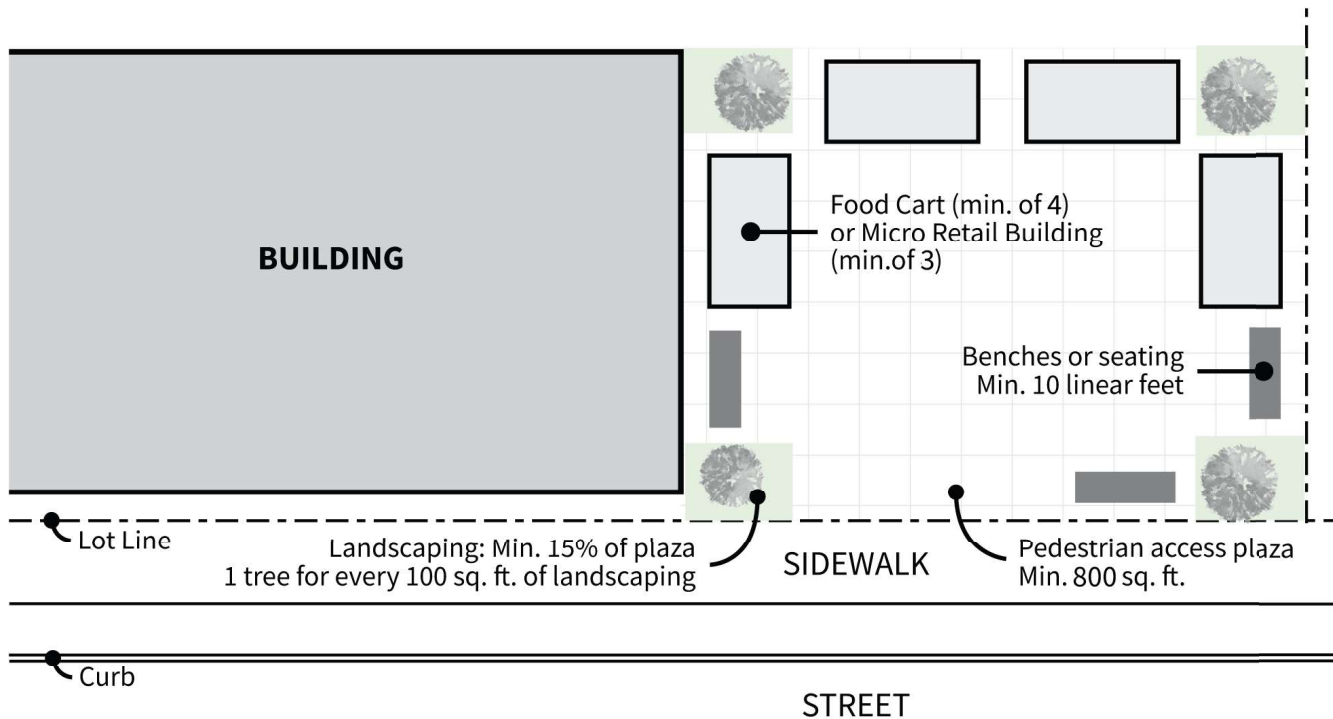 BUILDING
Food Cart (min. of 4)
or Micro Retail Building
(min.of 3)
Benches or seating
Min. 10 linear feet
Lot Line
Landscaping: Min. 15% of plaza
1 tree for every 100 sq. ft. of landscaping
SIDEWALK
Pedestrian access plaza
Min. 800 sq. ft.
Curb
STREET